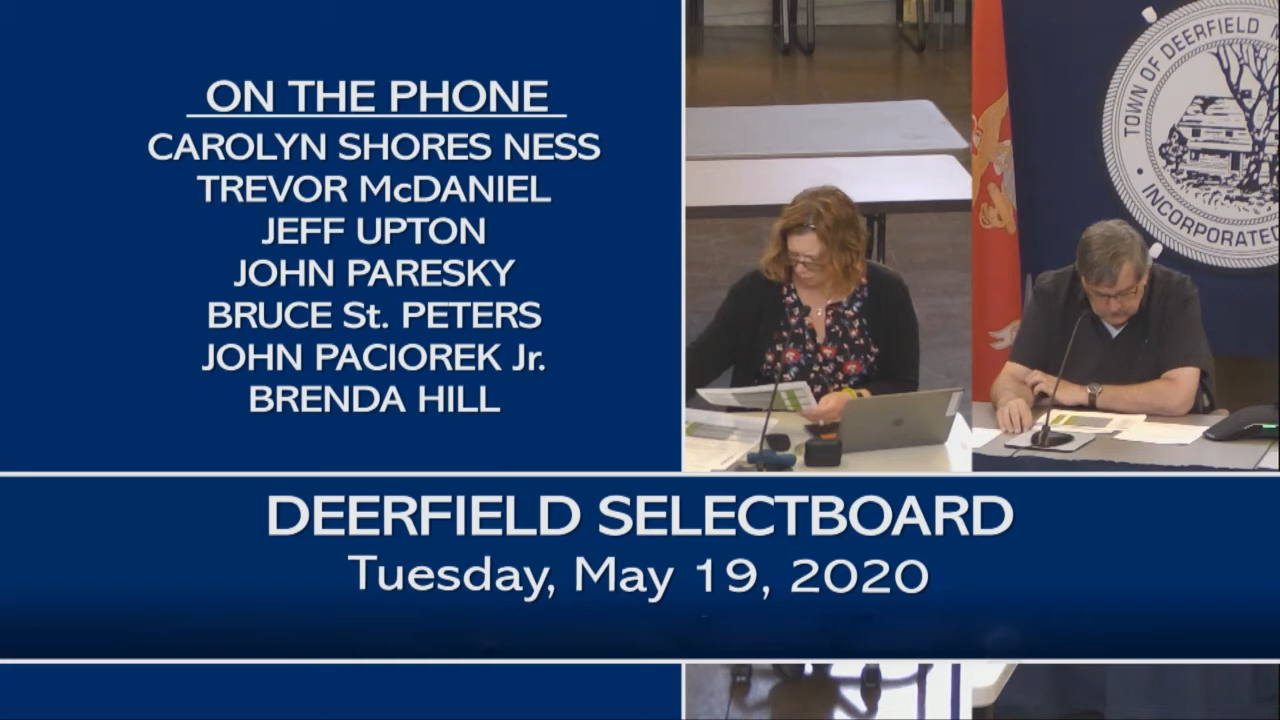 ON THE PHONE
CAROLYN SHORES NESS
TREVOR McDANIEL
JEFF UPTON
JOHN PARESKY
BRUCE St. PETERS
JOHN PACIOREK Jr.
BRENDA HILL
TOWN OF DEERFIELD
INCORPORATED
DEERFIELD SELECTBOARD
Tuesday, May 19, 2020